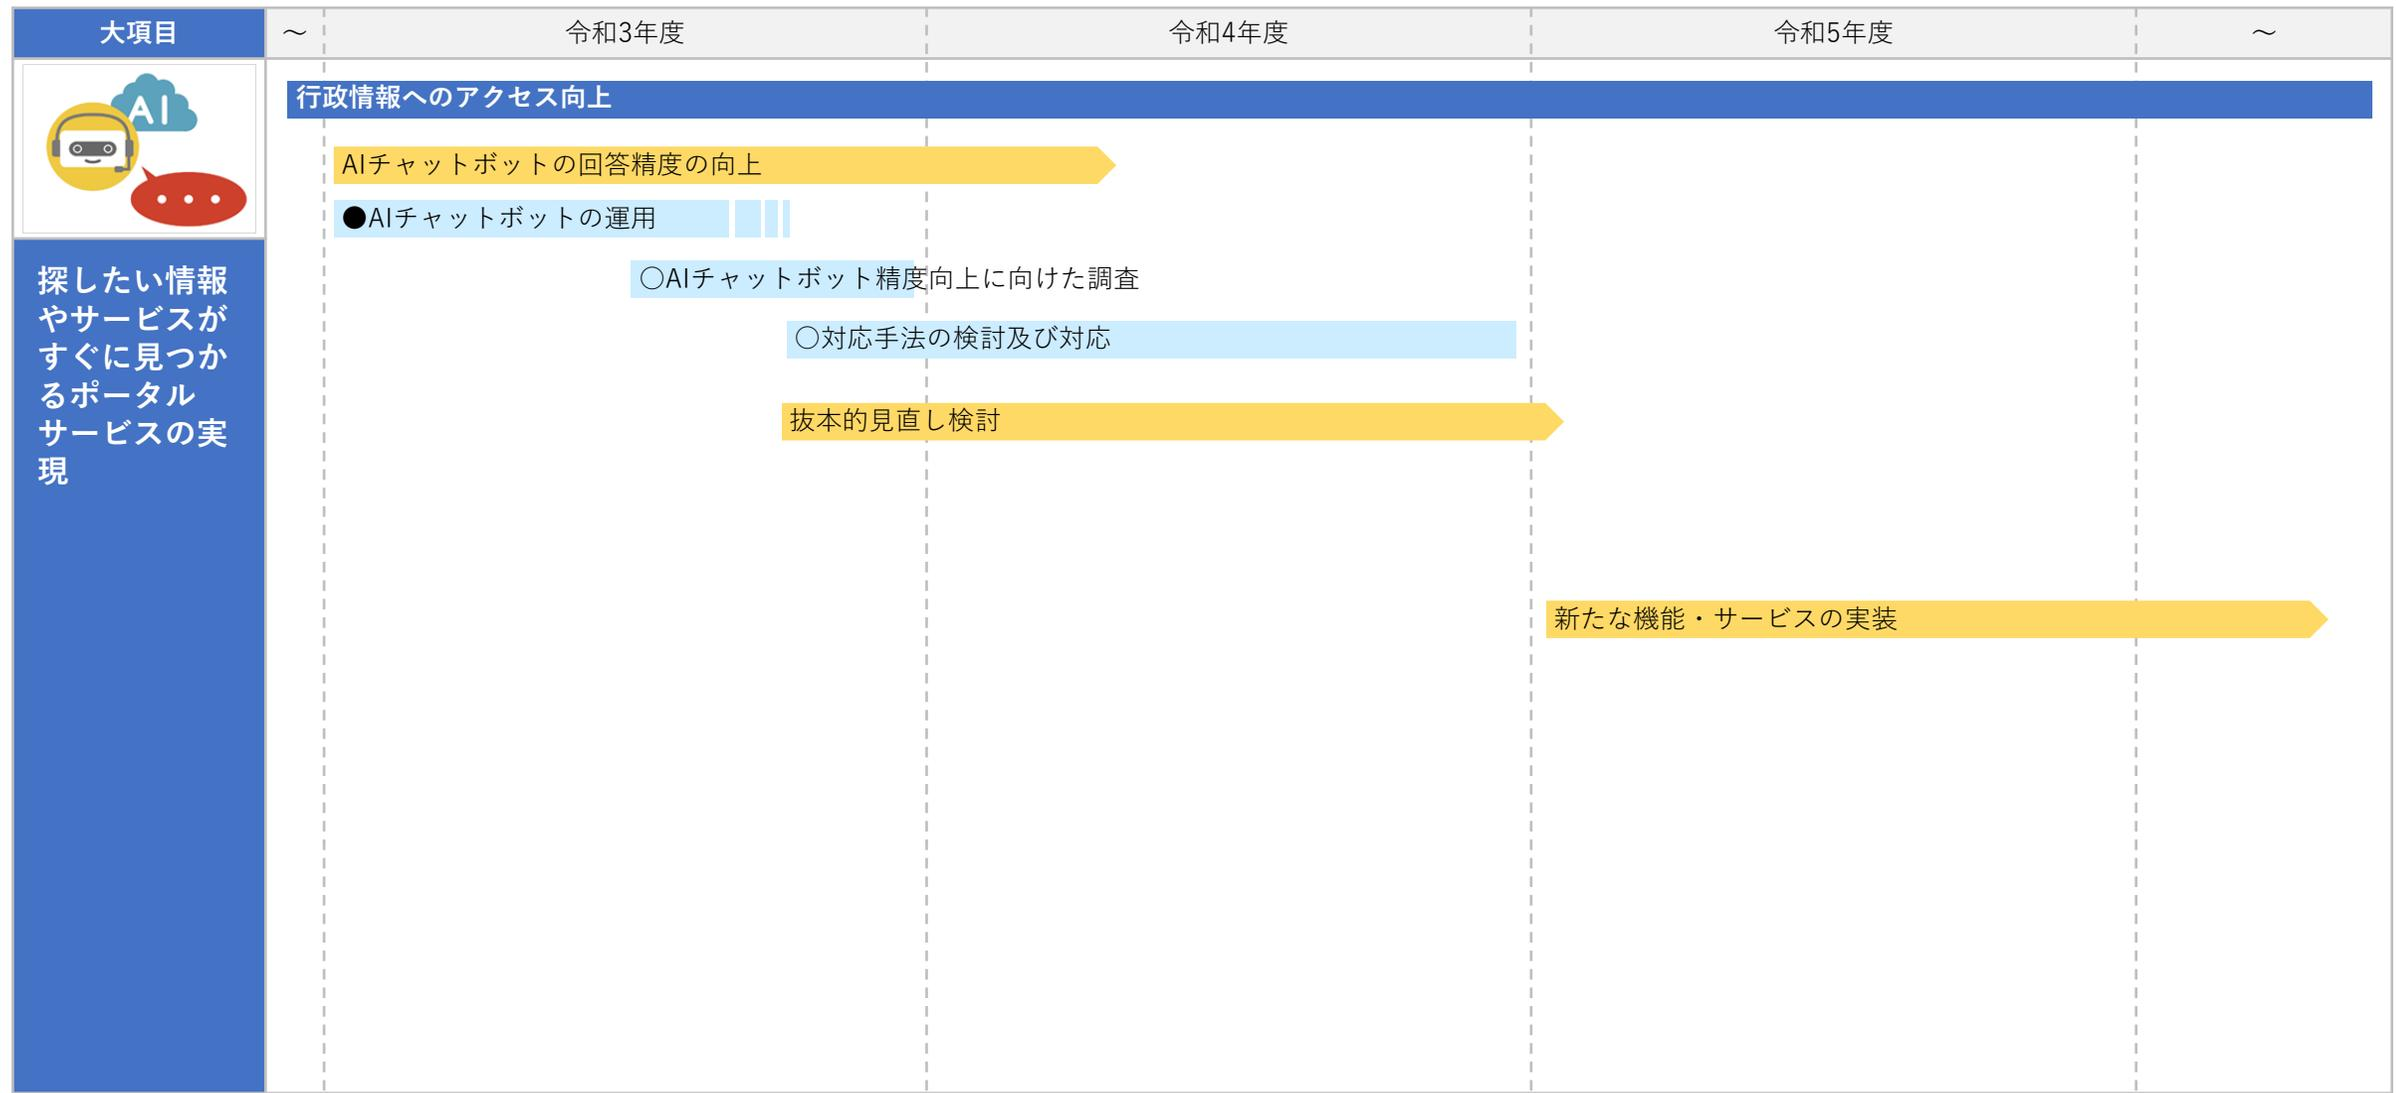 大項目
～
令和3年度
令和4年度
令和5年度
～
AI
行政情報へのアクセス向上
AIチャットボットの回答精度の向上
●AIチャットボットの運用
○AIチャットボット精度向上に向けた調査
○対応手法の検討及び対応
抜本的見直し検討
新たな機能・サービスの実装
探したい情報
やサービスが
すぐに見つか
るポータル
サービスの実
現